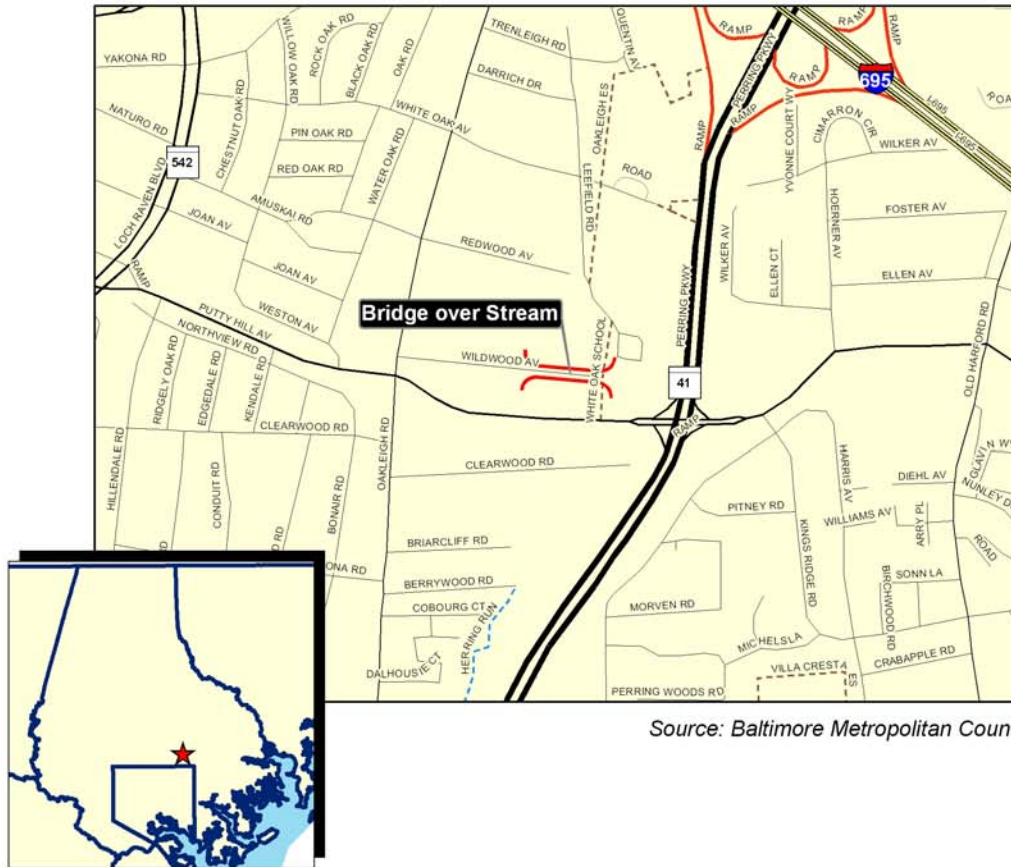 YAKONA RD
WILLOW OAK RD
ROCK OAK RD
BLACK OAK RD
OAK RD
TRENLEIGH RD
QUENTIN AV
DARRICH DR
RAMP
RAMP
RAMP
RAMP
PERRING PKWY
695
I-695
I-695
NATURO RD
CHESTNUT OAK RD
WHITE OAK AV
OAKLEIGH ES
RAMP
RAMP
YVONNE COURT WY
CIMARRON CIR
WILKER AV
PIN OAK RD
RED OAK RD
WATER OAK RD
542
LOCH RAVEN BLVD
AMUSKAI RD
JOAN AV
LEEFIELD RD
ROAD
HOERNER AV
FOSTER AV
REDWOOD AV
WILKER AV
ELLEN CT
ELLEN AV
JOAN AV
RAMP
WESTON AV
PUTTY HILL AV
NORTHVIEW RD
Bridge over Stream
PERRING PKWY
WILDWOOD AV
WHITE OAK SCHOOL
41
RAMP
OLD HARFORD RD
RIDGELY OAK RD
EDGEDALE RD
KENDALE RD
CLEARWOOD RD
OAKLEIGH RD
CLEARWOOD RD
HILLENDALE RD
CONDUIT RD
BONAIR RD
HARRIS AV
DIEHL AV
NUNLEY D
PITNEY RD
KINGS RIDGE RD
WILLIAMS AV
ARRY PL
ROAD
BRIARCLIFF RD
RD
RD
ONA RD
BERRYWOOD RD
COBOURG CT
HERRING RUN
DALHOUSIE CT
MORVEN RD
BIRCHWOOD RD
SONN LA
MICHELS LA
CRABAPPLE RD
VILLA CRESTA
ES
PERRING WOODS RD
Source: Baltimore Metropolitan Coun